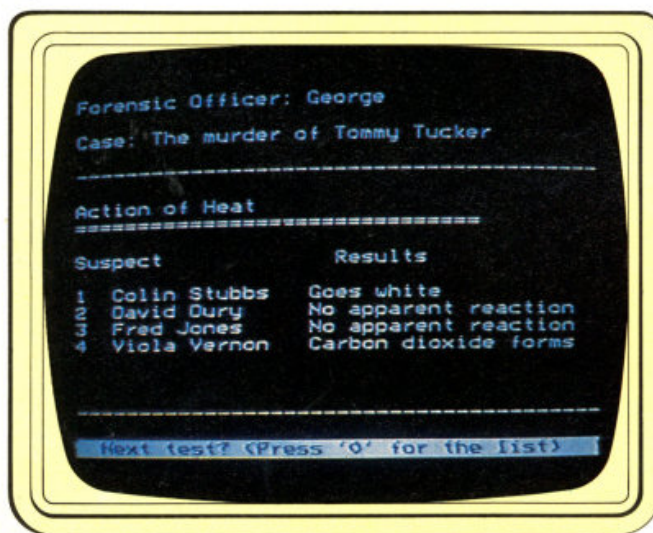 Forensic Officer: George
Case: The murder of Tommy Tucker
Action of Heat
Suspect Results
1 Colin Stubbs Goes white
2 David Dury No apparent reaction
3 Fred Jones No apparent reaction
4 Viola Vernon Carbon dioxide forms
Next test? (Press '0' for the list)